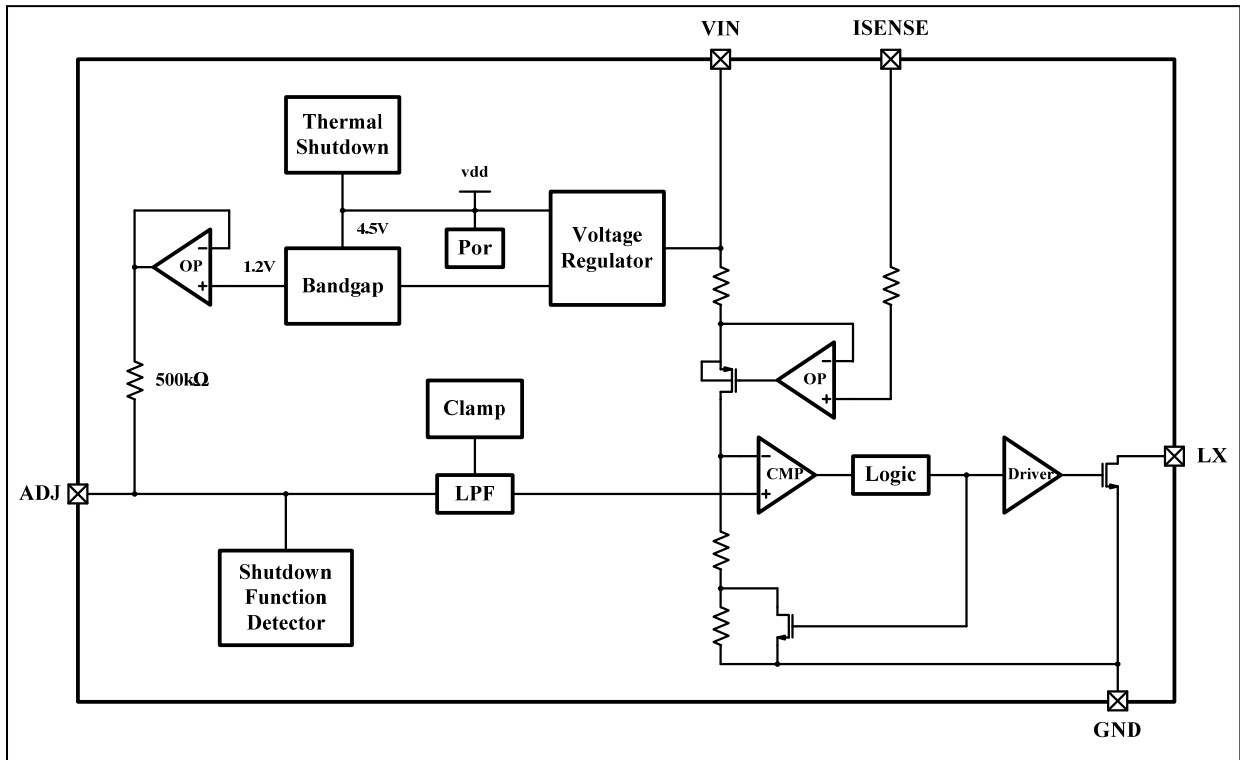 VIN
ISENSE
Thermal
Shutdown
vdd
4.5V
Por
Voltage
Regulator
−
OP
+
1.2V
Bandgap
500kΩ
−
OP
+
Clamp
ADJ
LPF
−
CMP
+
Logic
Driver
LX
Shutdown
Function
Detector
GND